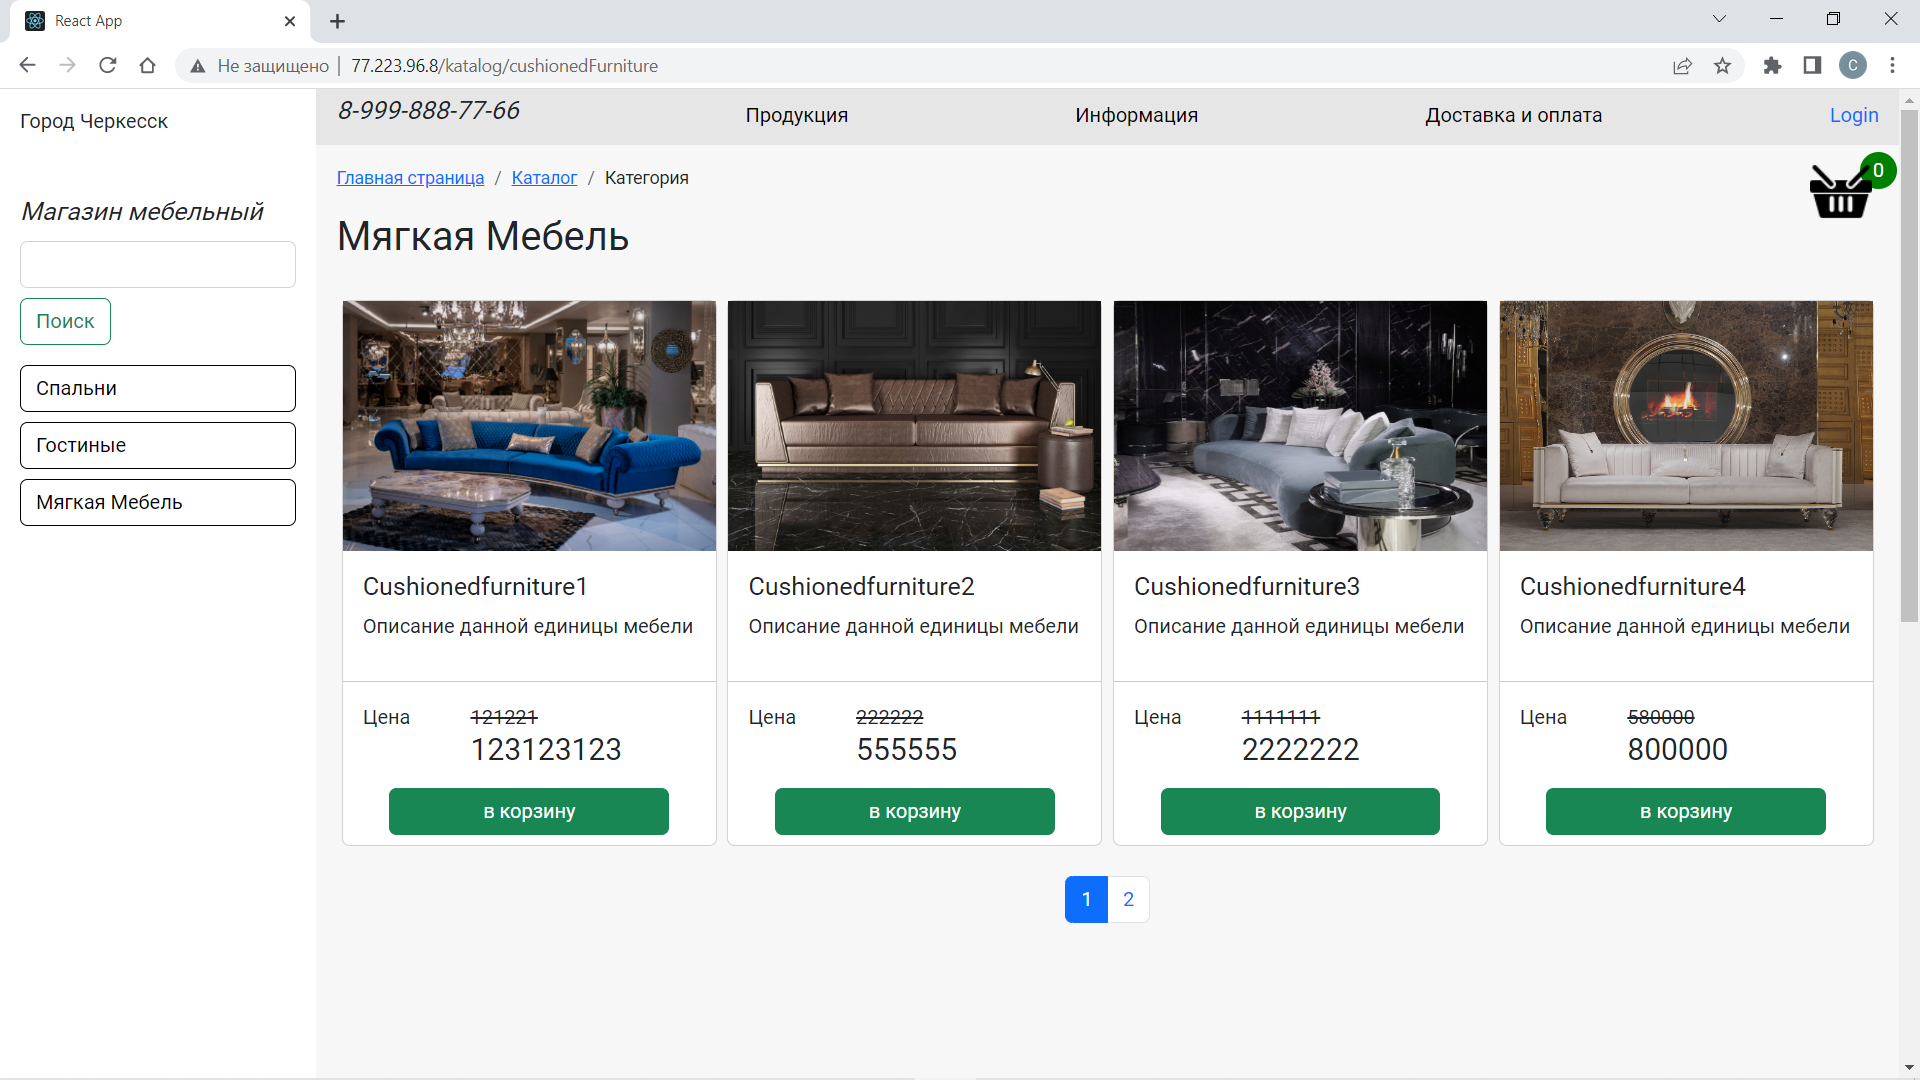 React App
Не защищено
77.223.96.8/katalog/cushionedFurniture
C
Город Черкесск
Магазин мебельный
Поиск
Спальни
Гостиные
Мягкая Мебель
8-999-888-77-66
Продукция
Информация
Доставка и оплата
Login
Главная страница / Каталог / Категория
0
Мягкая Мебель
Cushionedfurniture1
Описание данной единицы мебели
Цена 121221
123123123
в корзину
Cushionedfurniture2
Описание данной единицы мебели
Цена 222222
555555
в корзину
Cushionedfurniture3
Описание данной единицы мебели
Цена 1111111
2222222
в корзину
Cushionedfurniture4
Описание данной единицы мебели
Цена 580000
800000
в корзину
1 2